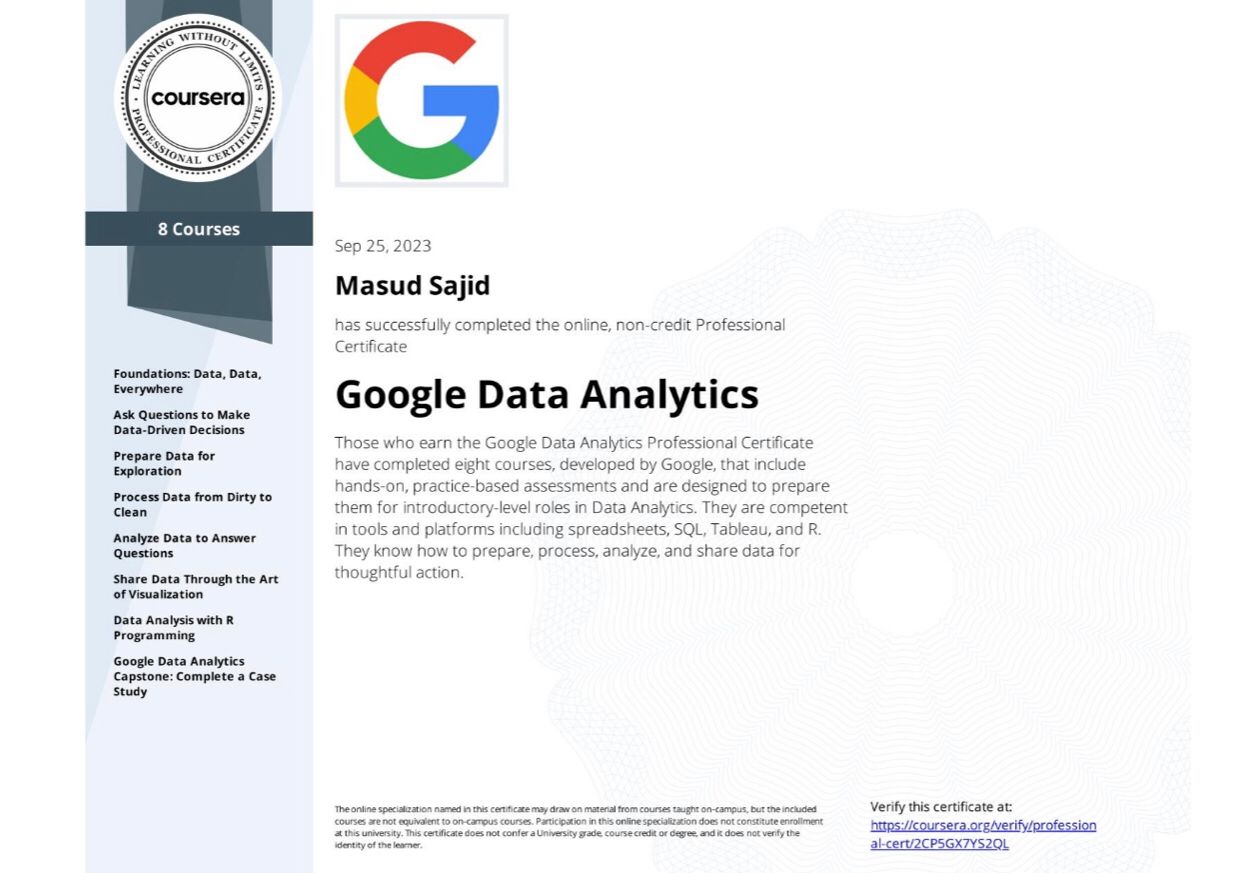 LEARNING WITHOUT LIMITS
coursera
PROFESSIONAL CERTIFICATE
8 Courses
Foundations: Data, Data,
Everywhere
Ask Questions to Make
Data-Driven Decisions
Prepare Data for
Exploration
Process Data from Dirty to
Clean
Analyze Data to Answer
Questions
Share Data Through the Art
of Visualization
Data Analysis with R
Programming
Google Data Analytics
Capstone: Complete a Case
Study
Sep 25, 2023
Masud Sajid
has successfully completed the online, non-credit Professional
Certificate
Google Data Analytics
Those who earn the Google Data Analytics Professional Certificate
have completed eight courses, developed by Google, that include
hands-on, practice-based assessments and are designed to prepare
them for introductory-level roles in Data Analytics. They are competent
in tools and platforms including spreadsheets, SQL, Tableau, and R.
They know how to prepare, process, analyze, and share data for
thoughtful action.
The online specialization named in this certificate may draw on material from courses taught on-campus, but the included
courses are not equivalent to on-campus courses. Participation in this online specialization does not constitute enrollment
at this university. This certificate does not confer a University grade, course credit or degree, and it does not verify the
identity of the learner.
Verify this certificate at:
https://coursera.org/verify/profession
al-cert/2CP5GX7YS2QL